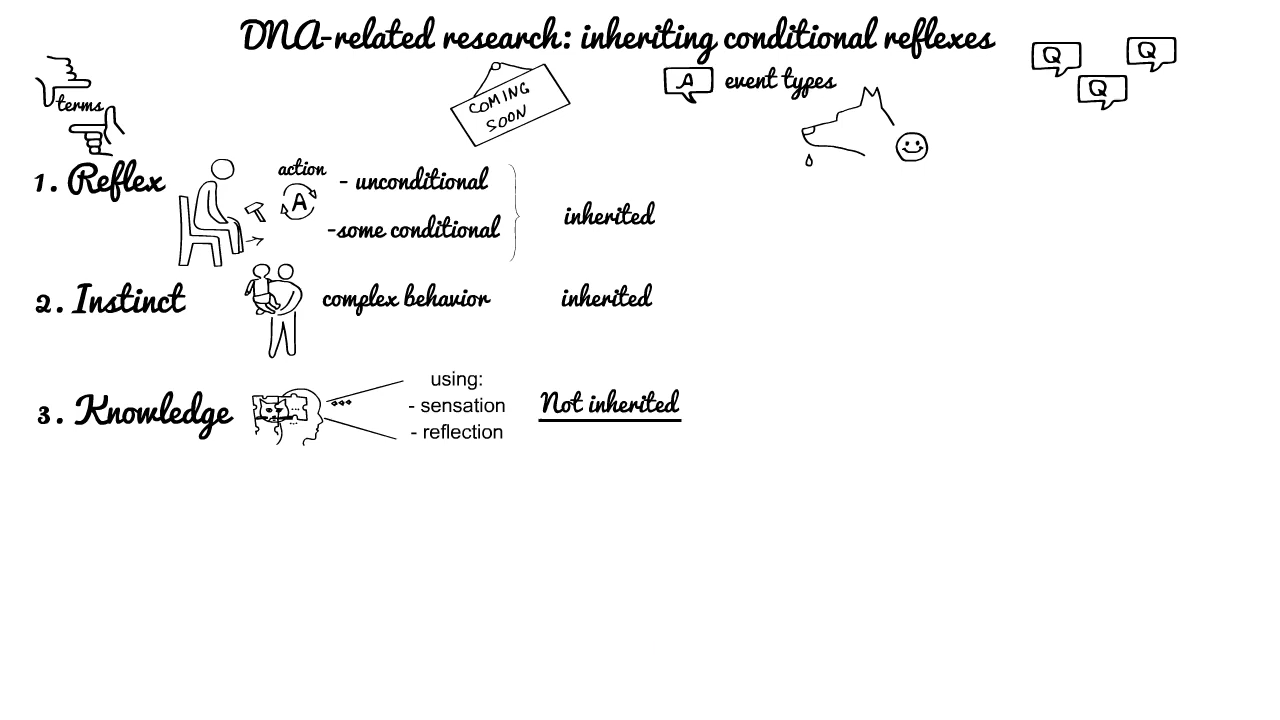 DNA-related research: inheriting conditional reflexes
terms
COMING
SOON
A event types
Q
Q
Q
1. Reflex
action
A
- unconditional
-some conditional
inherited
2. Instinct
complex behavior
inherited
3. Knowledge
using:
- sensation
- reflection
Not inherited